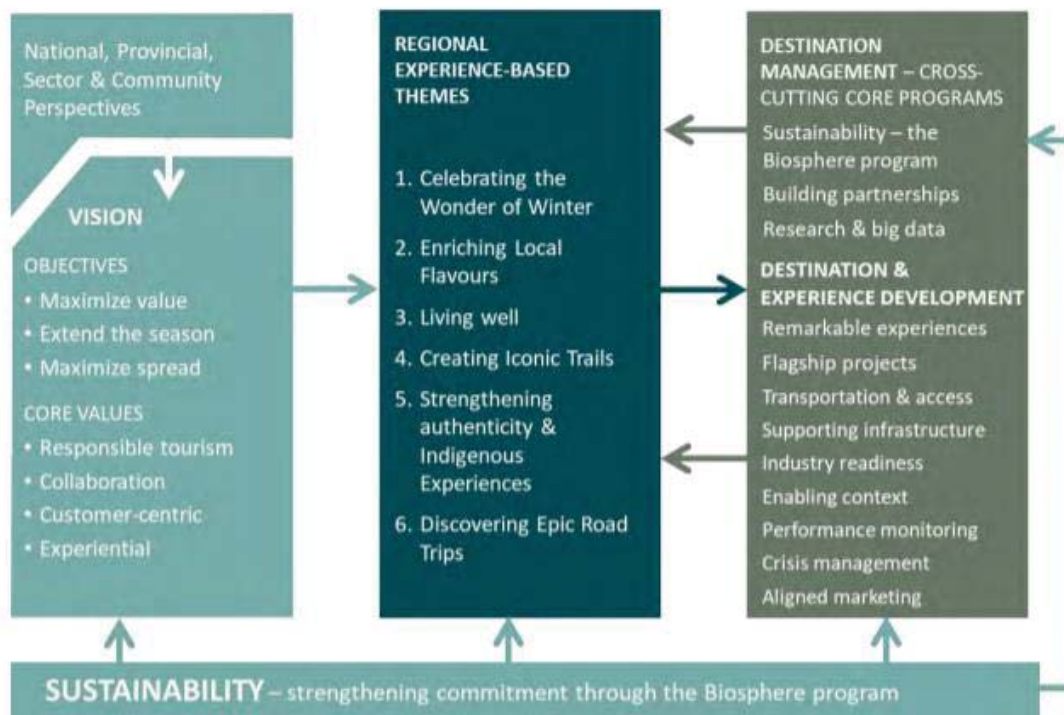 National, Provincial,
Sector & Community
Perspectives
VISION
OBJECTIVES
• Maximize value
• Extend the season
• Maximize spread
CORE VALUES
• Responsible tourism
• Collaboration
• Customer-centric
• Experiential
REGIONAL
EXPERIENCE-BASED
THEMES
1. Celebrating the
Wonder of Winter
2. Enriching Local
Flavours
3. Living well
4. Creating Iconic Trails
5. Strengthening
authenticity &
Indigenous
Experiences
6. Discovering Epic Road
Trips
DESTINATION
MANAGEMENT – CROSS-
CUTTING CORE PROGRAMS
Sustainability – the
Biosphere program
Building partnerships
Research & big data
DESTINATION &
EXPERIENCE DEVELOPMENT
Remarkable experiences
Flagship projects
Transportation & access
Supporting infrastructure
Industry readiness
Enabling context
Performance monitoring
Crisis management
Aligned marketing
SUSTAINABILITY – strengthening commitment through the Biosphere program